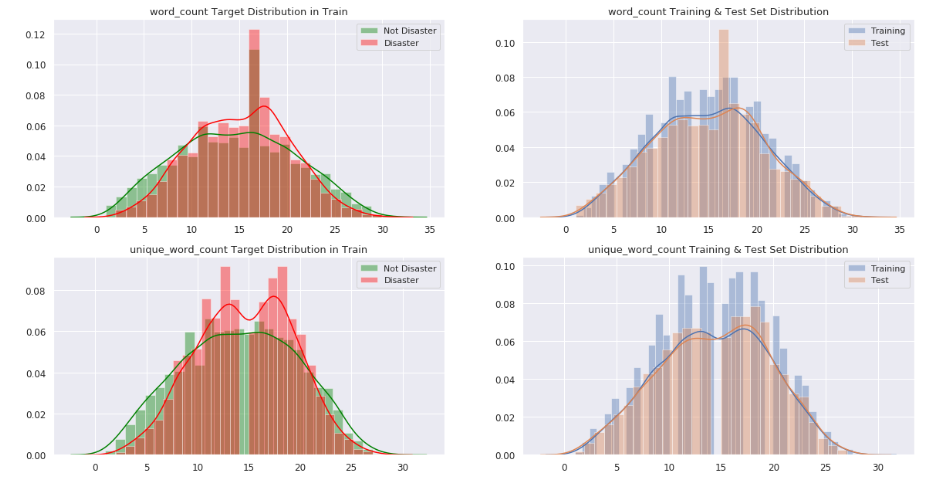 word_count Target Distribution in Train
Not Disaster
Disaster
0.12
0.10
0.08
0.06
0.04
0.02
0.00
0 5 10 15 20 25 30 35
word_count Training & Test Set Distribution
Training
Test
0.10
0.08
0.06
0.04
0.02
0.00
0 5 10 15 20 25 30 35
unique_word_count Target Distribution in Train
Not Disaster
Disaster
0.08
0.06
0.04
0.02
0.00
0 5 10 15 20 25 30
unique_word_count Training & Test Set Distribution
Training
Test
0.10
0.08
0.06
0.04
0.02
0.00
0 5 10 15 20 25 30